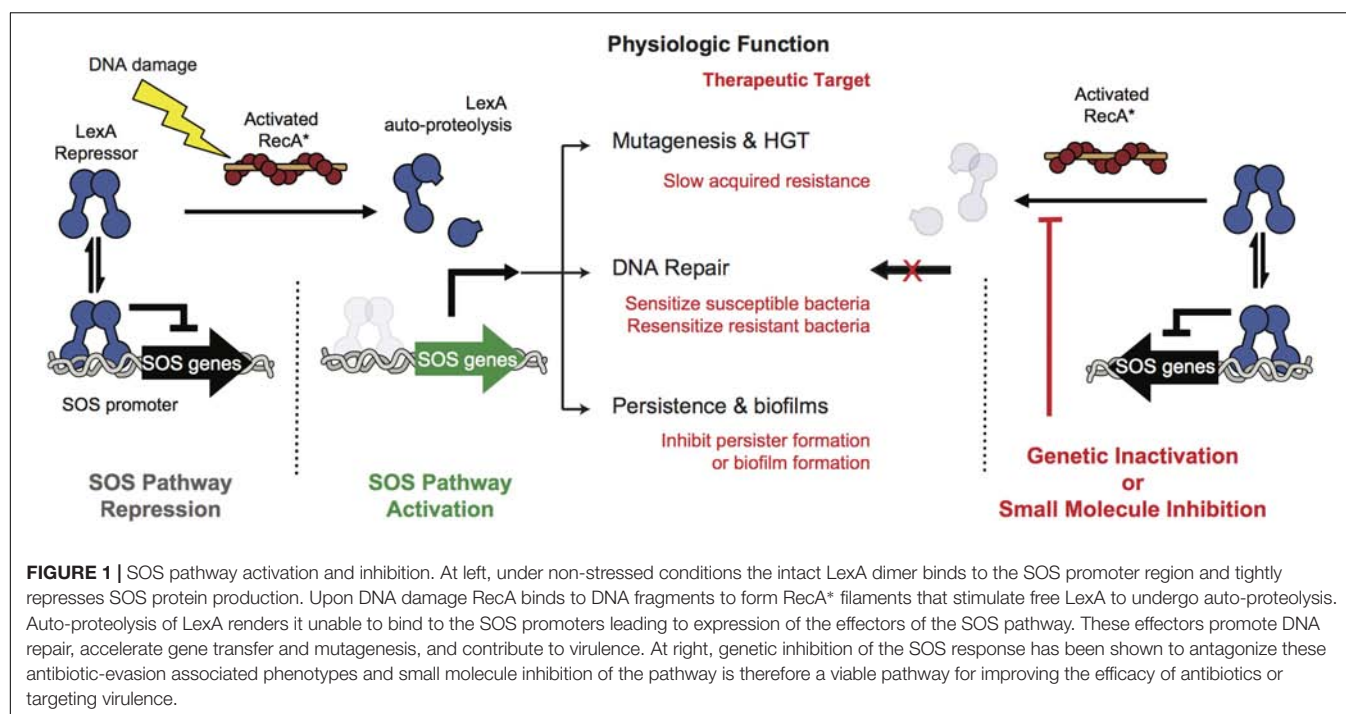 Physiologic Function
Therapeutic Target
DNA damage
LexA
Repressor
Activated
RecA*
LexA
auto-proteolysis
SOS genes
SOS promoter
SOS Pathway
Repression
SOS genes
SOS Pathway
Activation
Mutagenesis & HGT
Slow acquired resistance
DNA Repair
Sensitize susceptible bacteria
Resensitize resistant bacteria
Persistence & biofilms
Inhibit persister formation
or biofilm formation
Activated
RecA*
X
SOS genes
Genetic Inactivation
or
Small Molecule Inhibition
FIGURE 1 | SOS pathway activation and inhibition. At left, under non-stressed conditions the intact LexA dimer binds to the SOS promoter region and tightly
represses SOS protein production. Upon DNA damage RecA binds to DNA fragments to form RecA* filaments that stimulate free LexA to undergo auto-proteolysis.
Auto-proteolysis of LexA renders it unable to bind to the SOS promoters leading to expression of the effectors of the SOS pathway. These effectors promote DNA
repair, accelerate gene transfer and mutagenesis, and contribute to virulence. At right, genetic inhibition of the SOS response has been shown to antagonize these
antibiotic-evasion associated phenotypes and small molecule inhibition of the pathway is therefore a viable pathway for improving the efficacy of antibiotics or
targeting virulence.